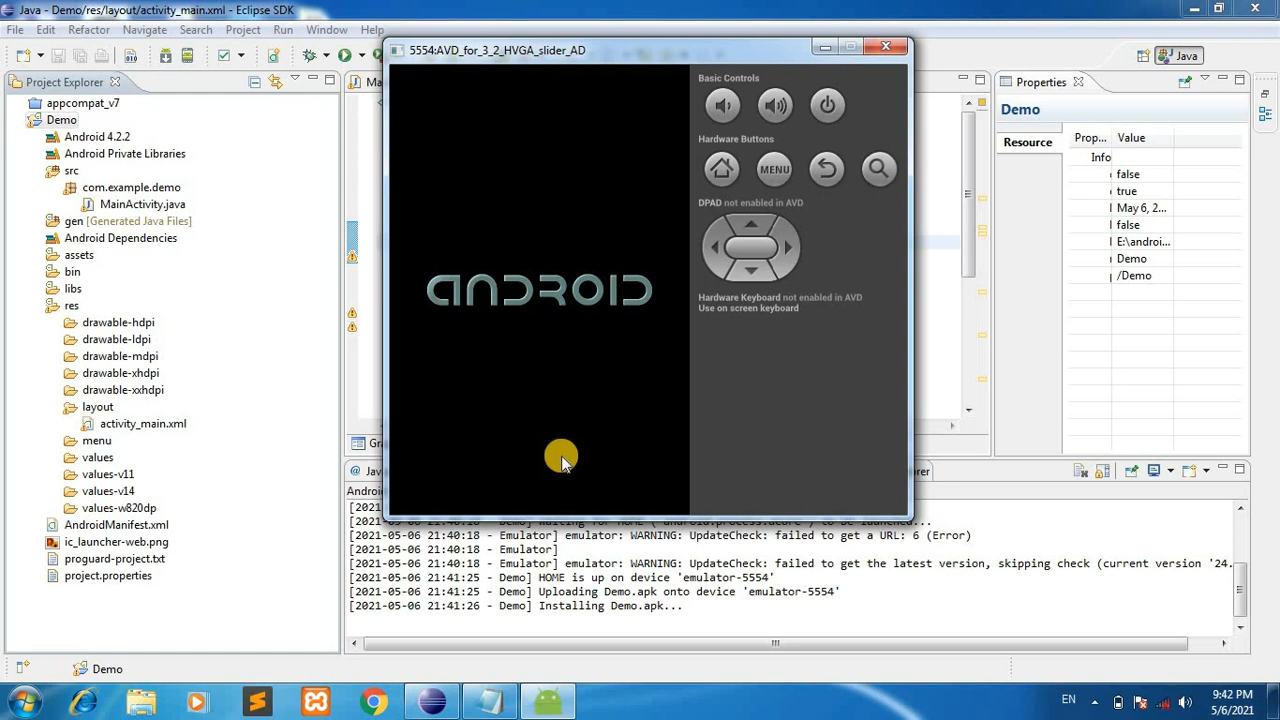 Java - Demo/res/layout/activity_main.xml - Eclipse SDK
File Edit Refactor Navigate Search Project Run Window Help
5554:AVD_for_3_2_HVGA_slider_AD
Java
Project Explorer
appcompat_v7
Demo
Android 4.2.2
Android Private Libraries
src
com.example.demo
MainActivity.java
gen [Generated Java Files]
Android Dependencies
assets
bin
libs
res
drawable-hdpi
drawable-ldpi
drawable-mdpi
drawable-xhdpi
drawable-xxhdpi
layout
activity_main.xml
menu
values
values-v11
values-v14
values-w820dp
AndroidManifest.xml
ic_launcher-web.png
proguard-project.txt
project.properties
Demo
ANDROID
Basic Controls
Hardware Buttons
MENU
DPAD not enabled in AVD
Hardware Keyboard not enabled in AVD
Use on screen keyboard
Properties
Demo
Resource
Prop... Value
Info
false
true
May 6, 2...
false
E:\androi...
Demo
/Demo
[2021-05-06 21:40:18 - Emulator] emulator: WARNING: UpdateCheck: failed to get a URL: 6 (Error)
[2021-05-06 21:40:18 - Emulator]
[2021-05-06 21:40:18 - Emulator] emulator: WARNING: UpdateCheck: failed to get the latest version, skipping check (current version '24.
[2021-05-06 21:41:25 - Demo] HOME is up on device 'emulator-5554'
[2021-05-06 21:41:25 - Demo] Uploading Demo.apk onto device 'emulator-5554'
[2021-05-06 21:41:26 - Demo] Installing Demo.apk...
EN
9:42 PM
5/6/2021